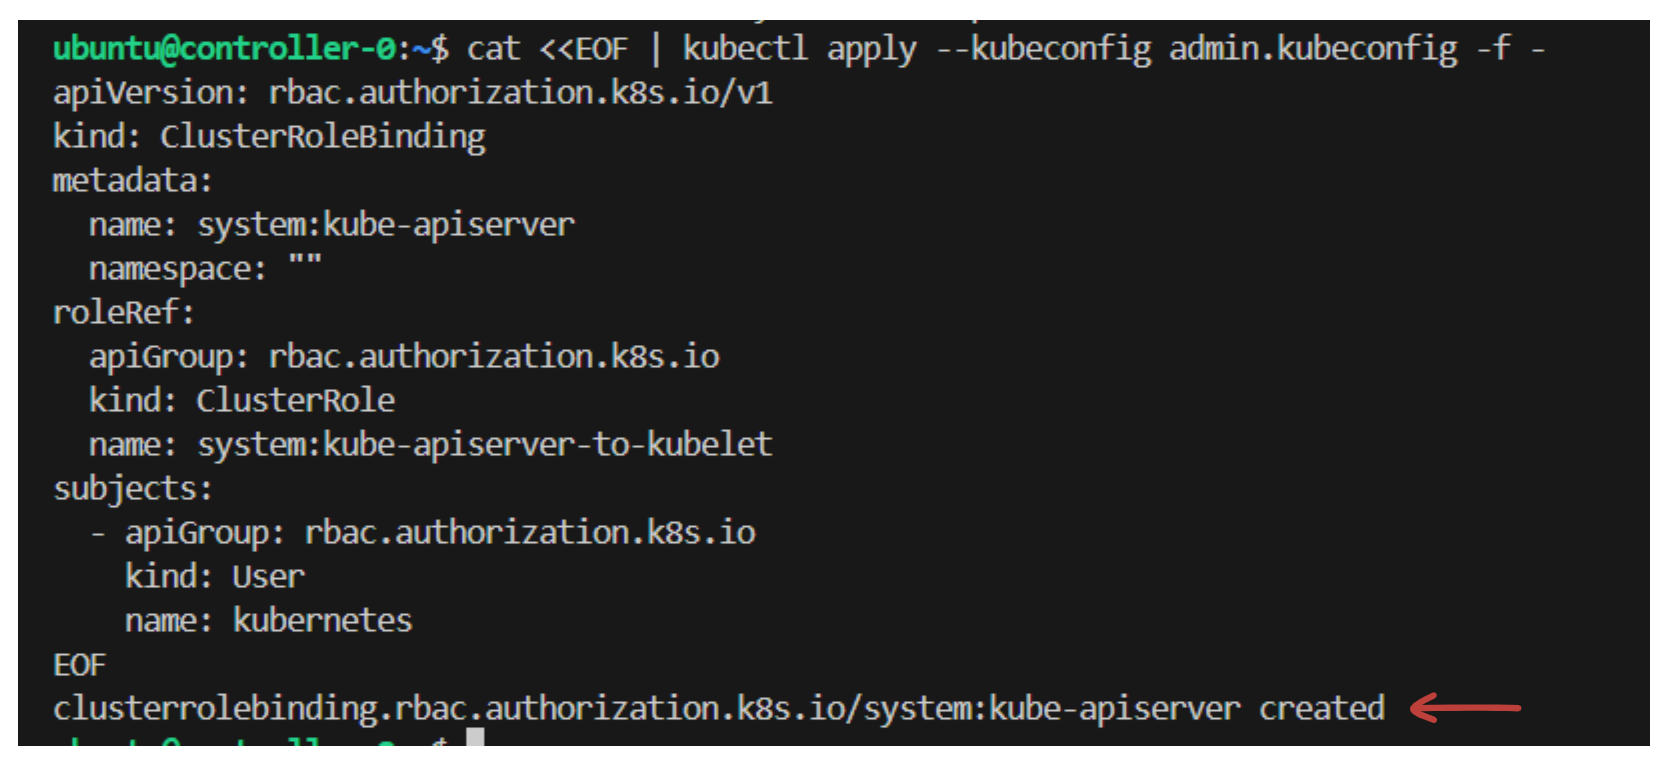 ubuntu@controller-0:~$ cat <<EOF | kubectl apply --kubeconfig admin.kubeconfig -f -
apiVersion: rbac.authorization.k8s.io/v1
kind: ClusterRoleBinding
metadata:
  name: system:kube-apiserver
  namespace: ""
roleRef:
  apiGroup: rbac.authorization.k8s.io
  kind: ClusterRole
  name: system:kube-apiserver-to-kubelet
subjects:
  - apiGroup: rbac.authorization.k8s.io
    kind: User
    name: kubernetes
EOF
clusterrolebinding.rbac.authorization.k8s.io/system:kube-apiserver created